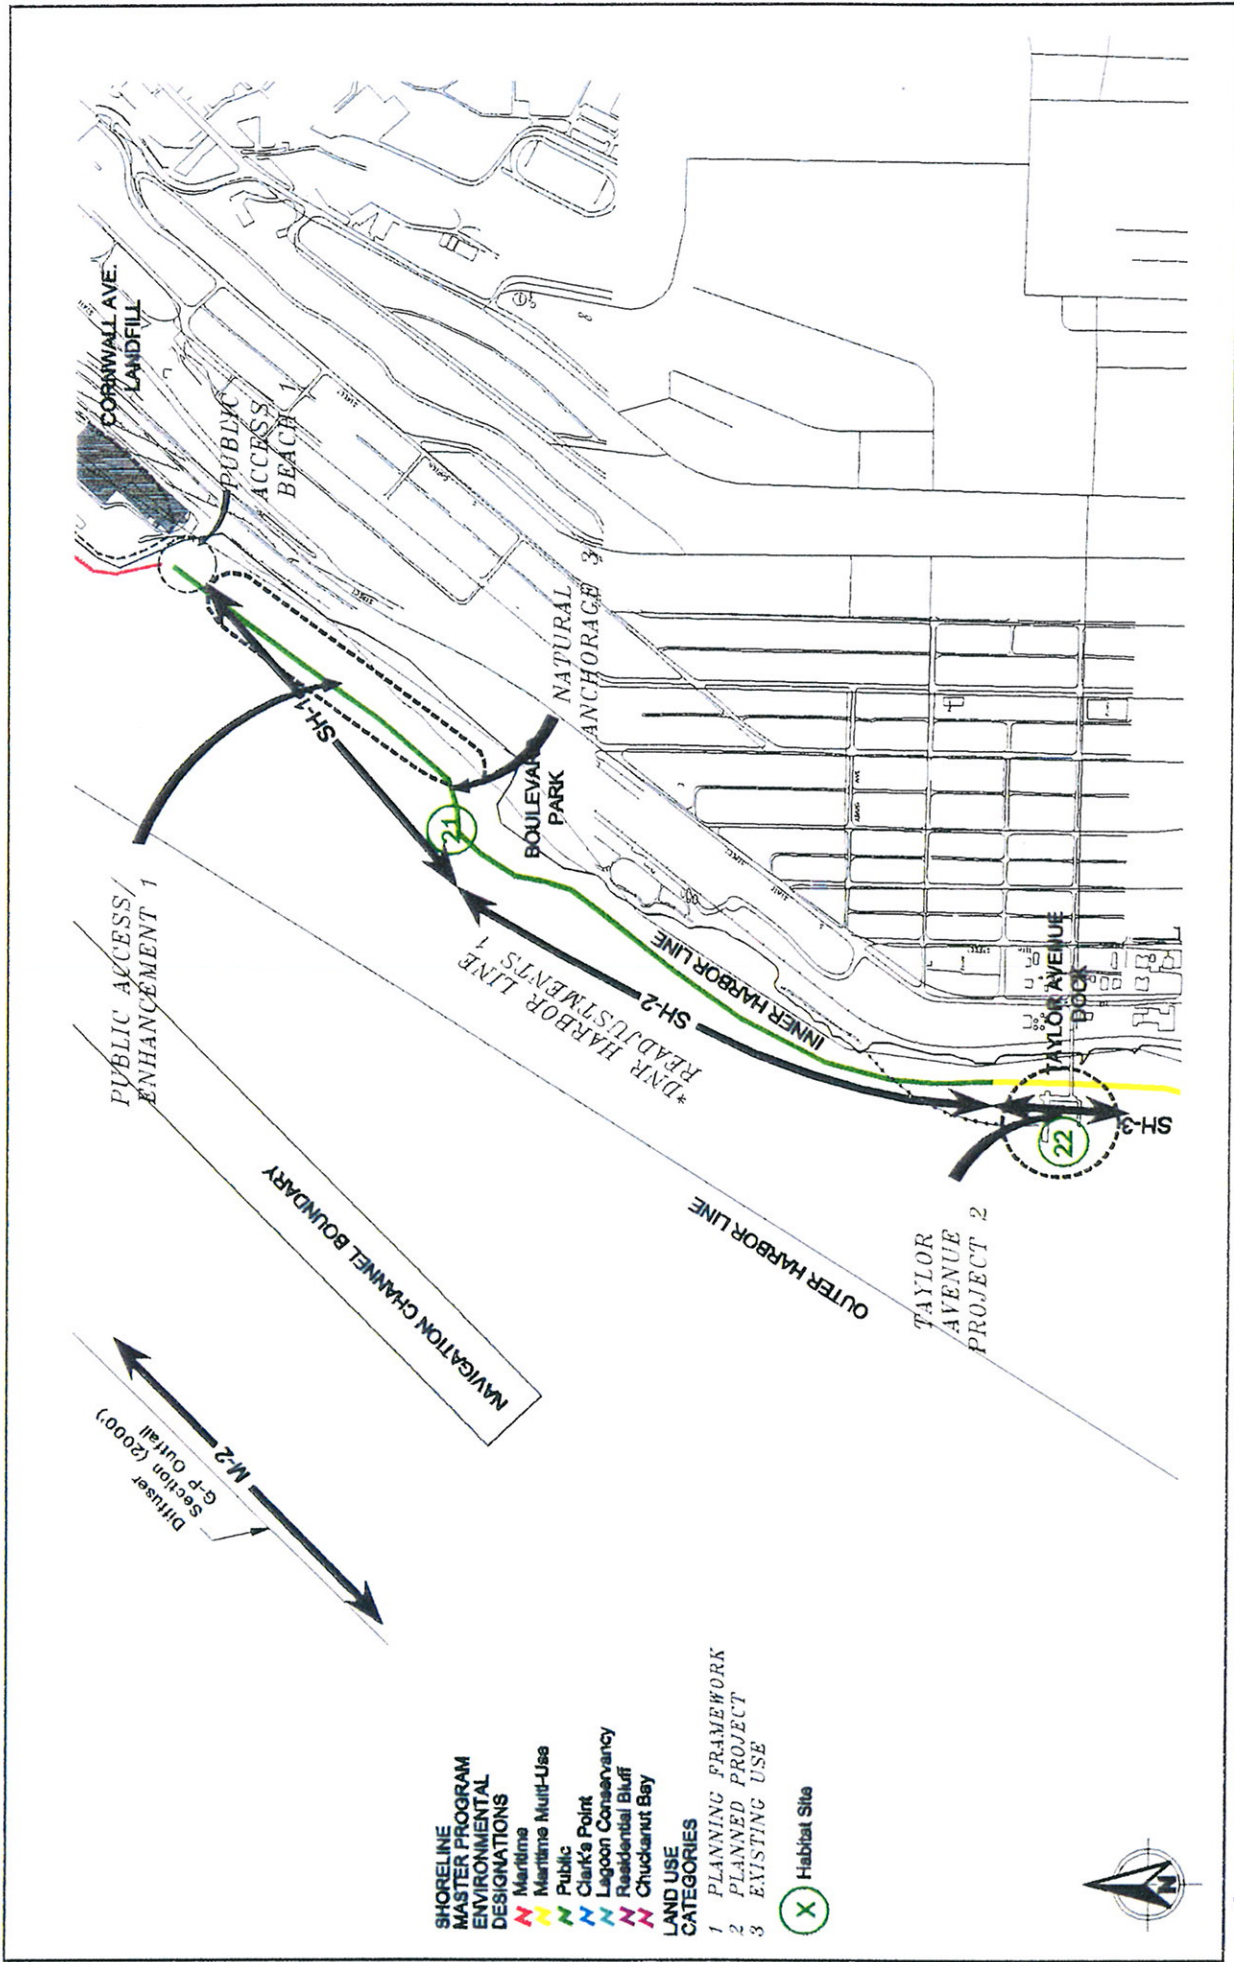 CORNWALL AVE.
LANDFILL
PUBLIC
ACCESS
BEACH 1
PUBLIC ACCESS/
ENHANCEMENT 1
SH-1
NATURAL
ANCHORAGE 3
21
BOULEVAR
PARK
*DNR HARBOR LINE
READJUSTMENTS
1
SH-2
INNER HARBOR LINE
TAYLOR AVENUE
DOCK
22
SH-3
TAYLOR
AVENUE
PROJECT 2
OUTER HARBOR LINE
NAVIGATION CHANNEL BOUNDARY
M-2
Diffuser
Section (2000')
G-P Outfall
SHORELINE
MASTER PROGRAM
ENVIRONMENTAL
DESIGNATIONS
Maritime
Maritime Multi-Use
Public
Clark's Point
Lagoon Conservancy
Residential Bluff
Chuckanut Bay
LAND USE
CATEGORIES
1 PLANNING FRAMEWORK
2 PLANNED PROJECT
3 EXISTING USE
X Habitat Site
N